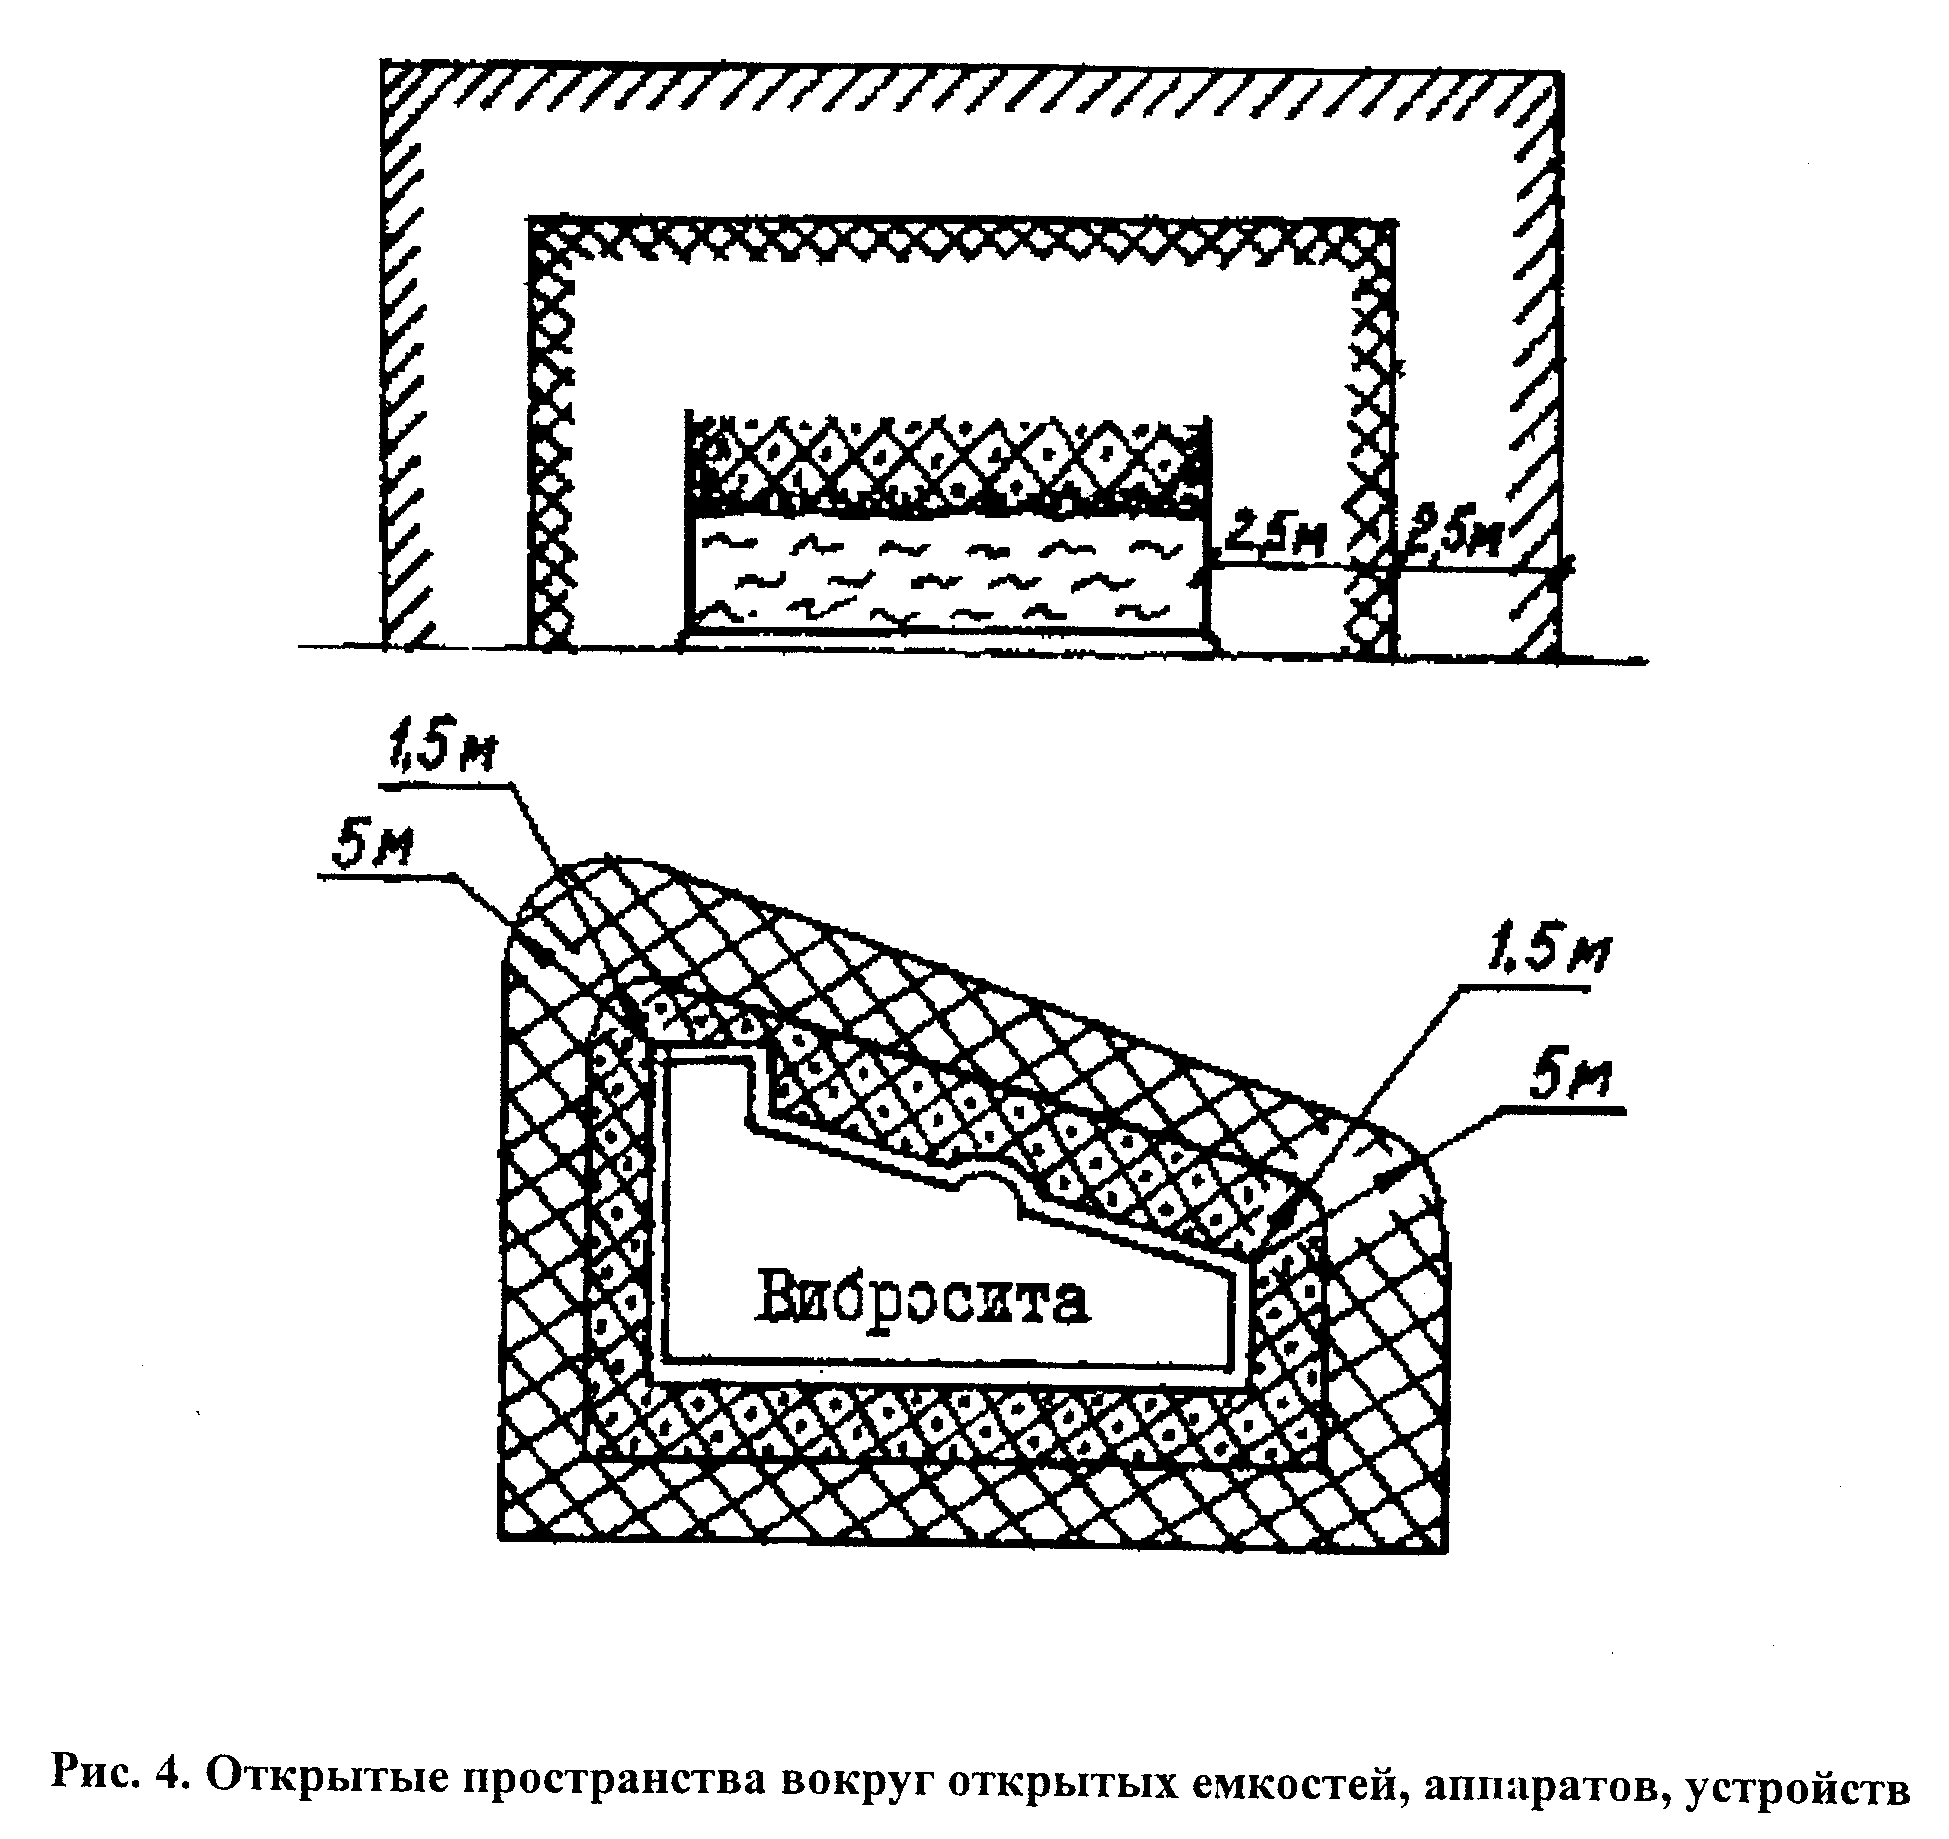 2,5м 2,5м
1,5м
5м
1.5м
5м
Вибросита
Рис. 4. Открытые пространства вокруг открытых емкостей, аппаратов, устройств